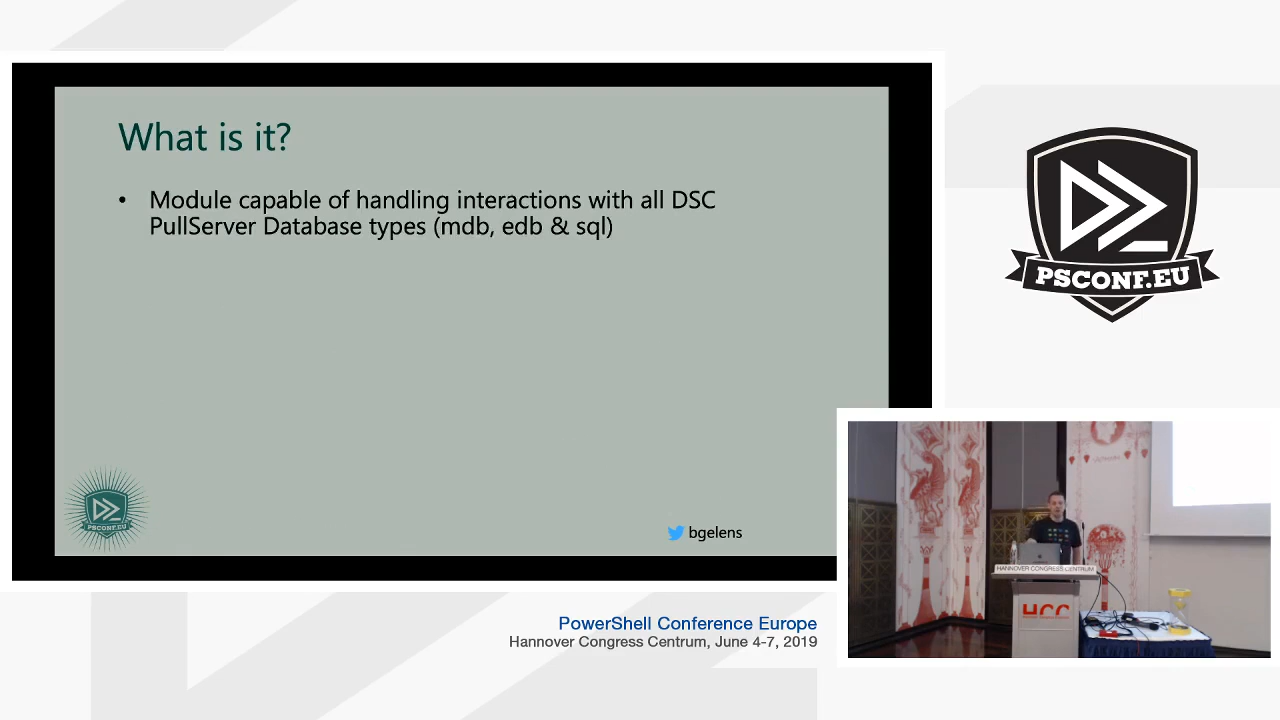 What is it?
• Module capable of handling interactions with all DSC
PullServer Database types (mdb, edb & sql)
PSCONF.EU
bgelens
PSCONF.EU
HANNOVER CONGRESS CENTRUM
HCC
PowerShell Conference Europe
Hannover Congress Centrum, June 4-7, 2019